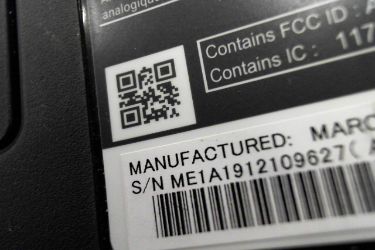 analogique
Contains FCC ID : A
Contains IC : 117
MANUFACTURED: MARC
S/N ME1A1912109627( A